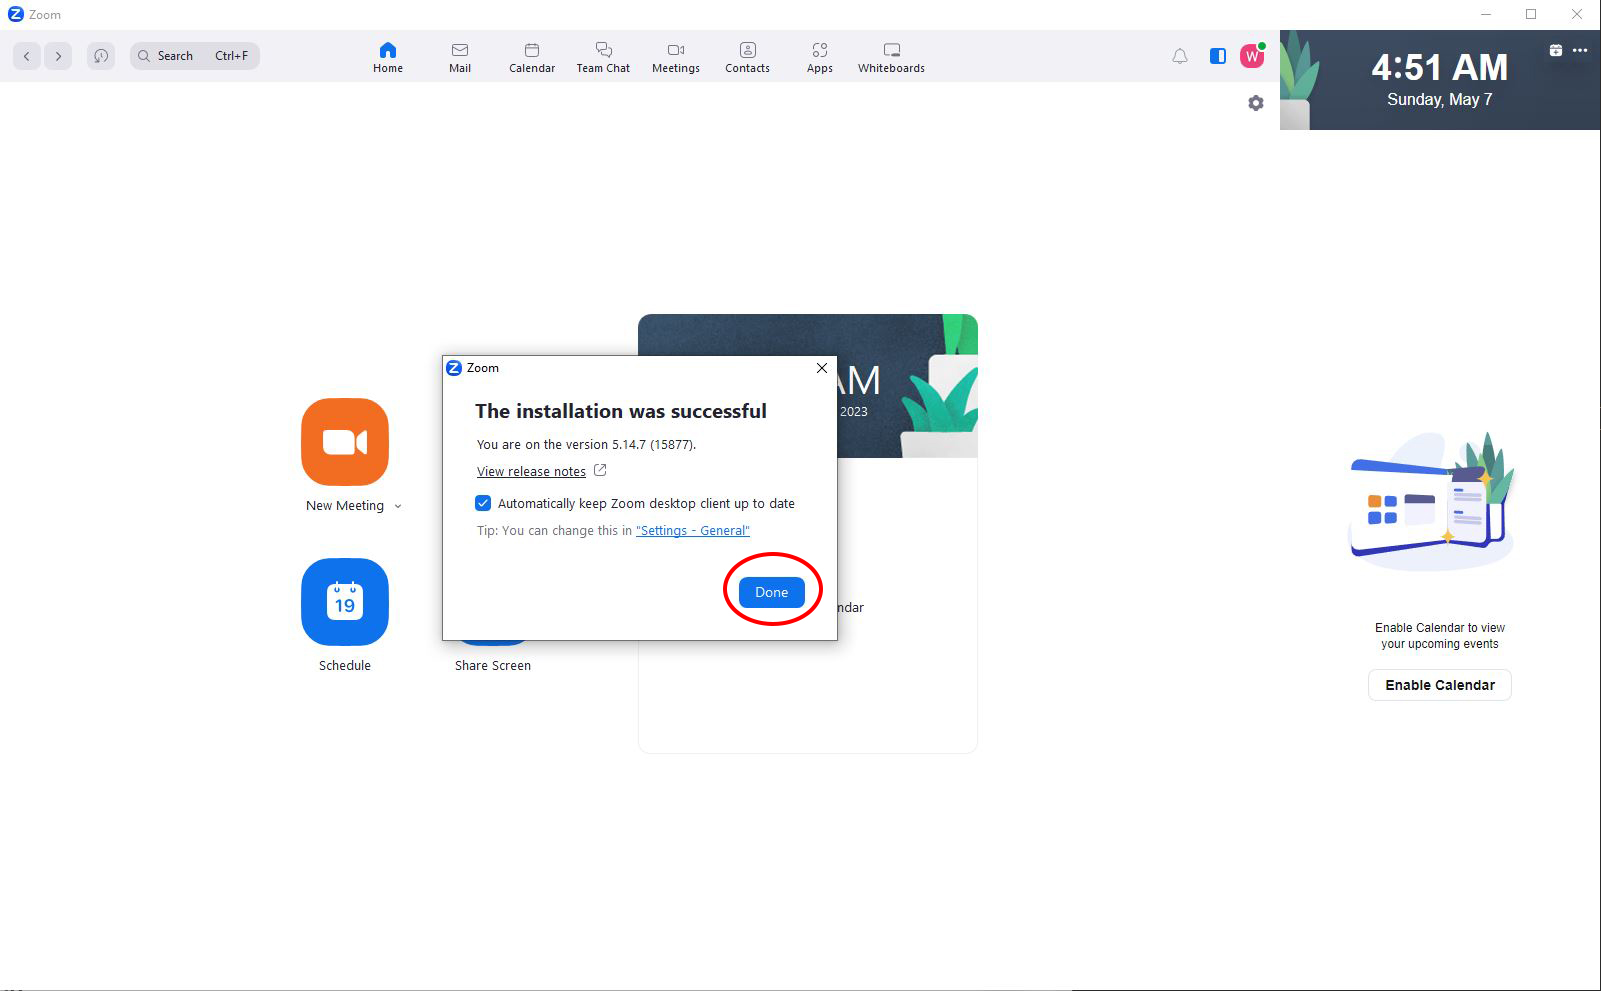 Zoom
Search Ctrl+F
Home
Mail
Calendar
Team Chat
Meetings
Contacts
Apps
Whiteboards
W
4:51 AM
Sunday, May 7
AM
2023
Zoom
The installation was successful
You are on the version 5.14.7 (15877).
View release notes
Automatically keep Zoom desktop client up to date
Tip: You can change this in "Settings - General"
Done
New Meeting
19
Schedule
Share Screen
ndar
Enable Calendar to view
your upcoming events
Enable Calendar